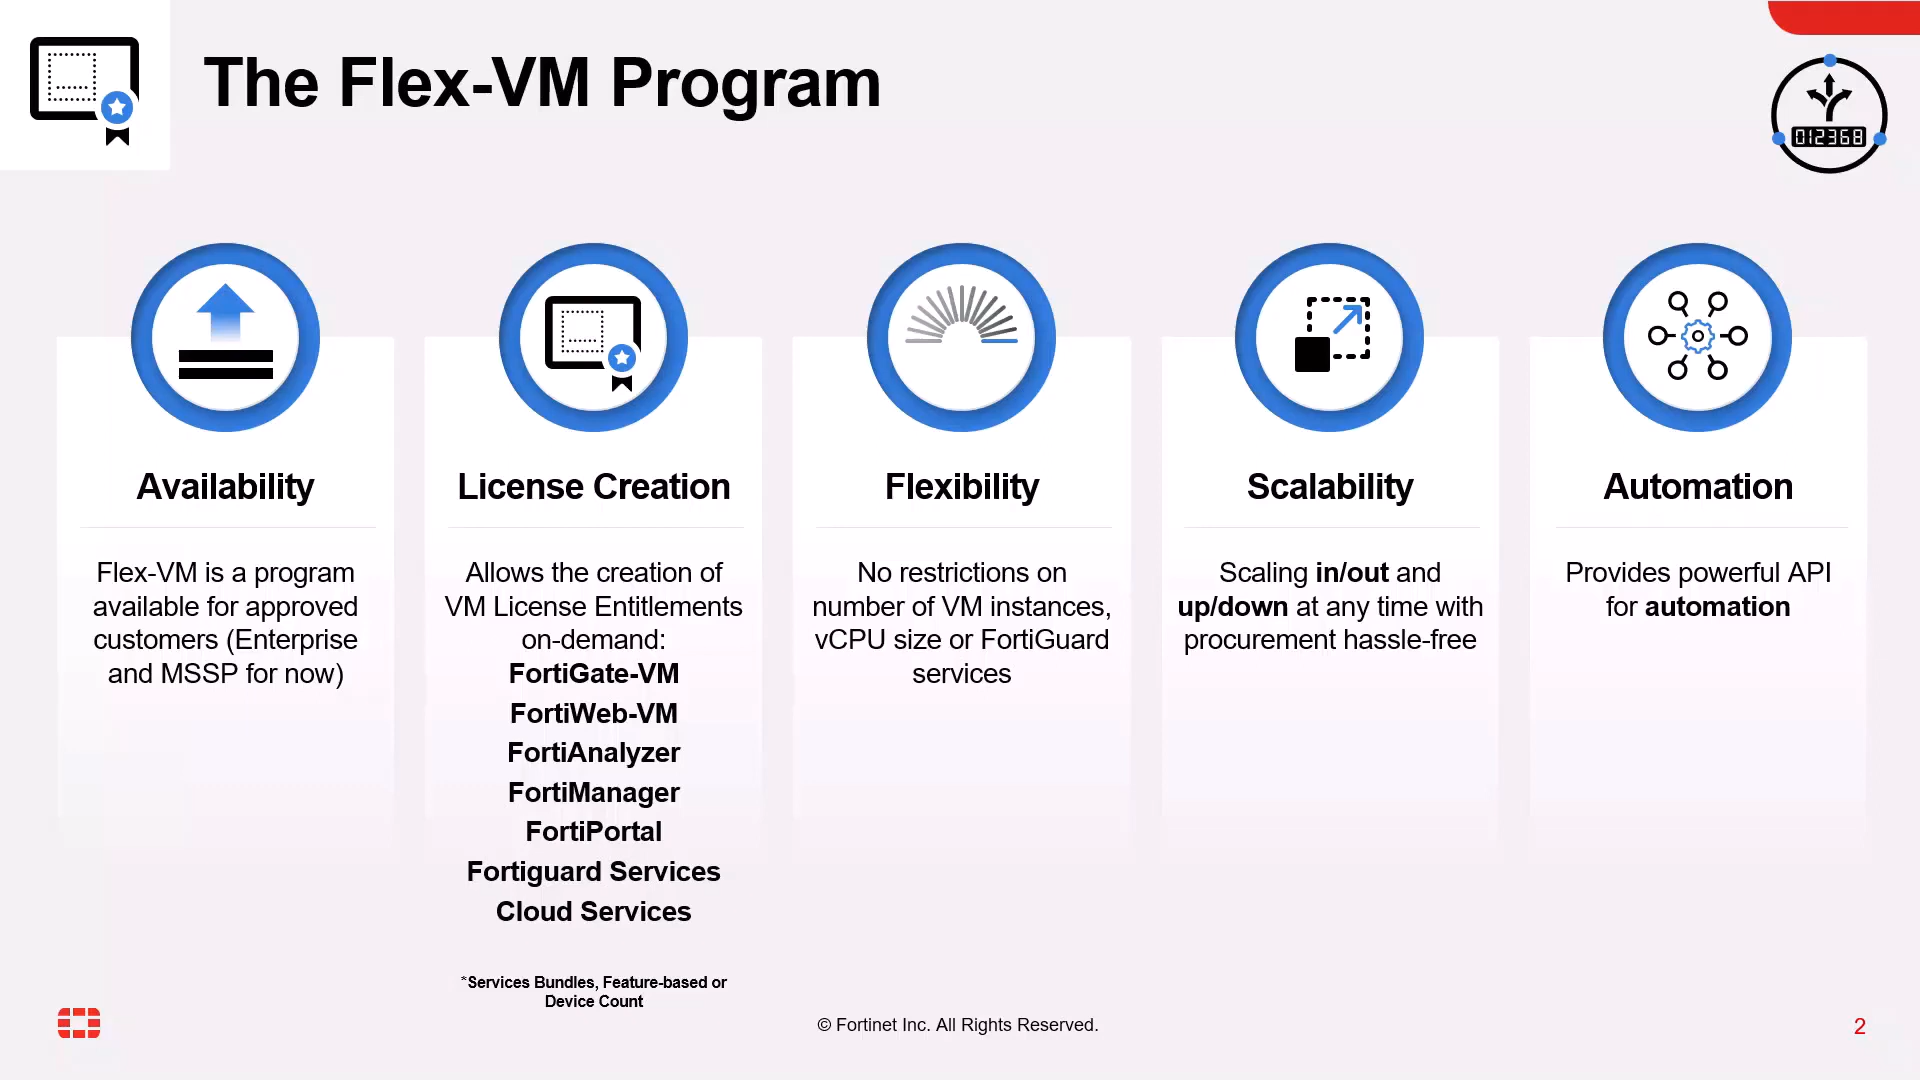 The Flex-VM Program
012368
Availability
Flex-VM is a program
available for approved
customers (Enterprise
and MSSP for now)
License Creation
Allows the creation of
VM License Entitlements
on-demand:
FortiGate-VM
FortiWeb-VM
FortiAnalyzer
FortiManager
FortiPortal
Fortiguard Services
Cloud Services
*Services Bundles, Feature-based or
Device Count
Flexibility
No restrictions on
number of VM instances,
vCPU size or FortiGuard
services
Scalability
Scaling in/out and
up/down at any time with
procurement hassle-free
Automation
Provides powerful API
for automation
© Fortinet Inc. All Rights Reserved.
2